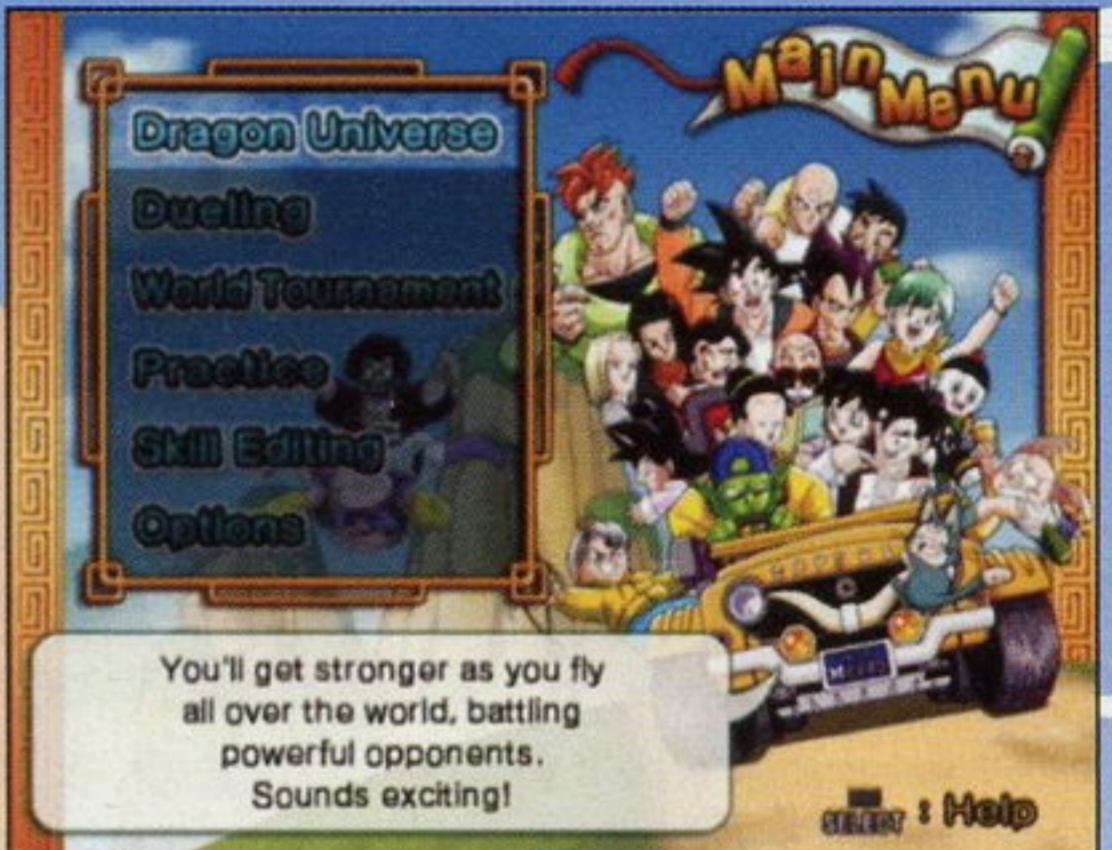 Main Menu
Dragon Universe
Dueling
World Tournament
Practice
Skill Editing
Options
You'll get stronger as you fly
all over the world, battling
powerful opponents.
Sounds exciting!
SELECT : Help